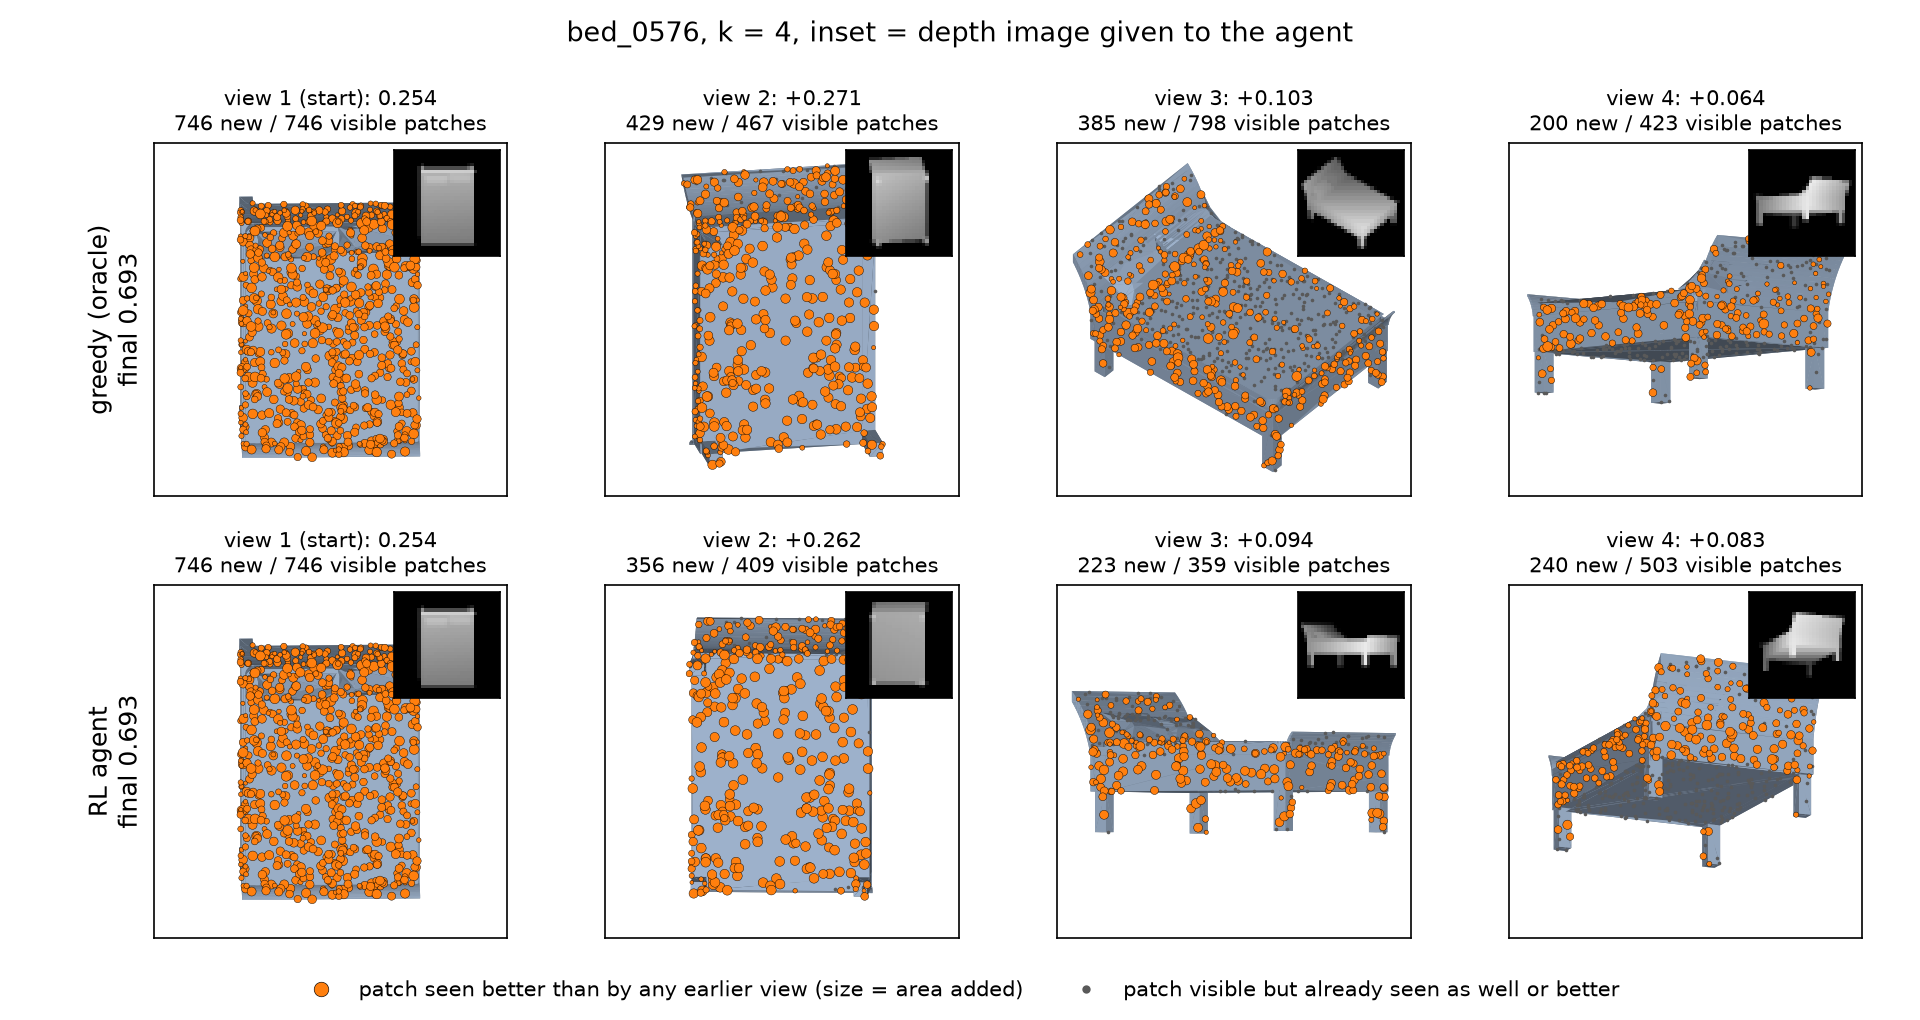 bed_0576, k = 4, inset = depth image given to the agent
view 1 (start): 0.254
746 new / 746 visible patches
view 2: +0.271
429 new / 467 visible patches
view 3: +0.103
385 new / 798 visible patches
view 4: +0.064
200 new / 423 visible patches
greedy (oracle)
final 0.693
view 1 (start): 0.254
746 new / 746 visible patches
view 2: +0.262
356 new / 409 visible patches
view 3: +0.094
223 new / 359 visible patches
view 4: +0.083
240 new / 503 visible patches
RL agent
final 0.693
patch seen better than by any earlier view (size = area added)
patch visible but already seen as well or better